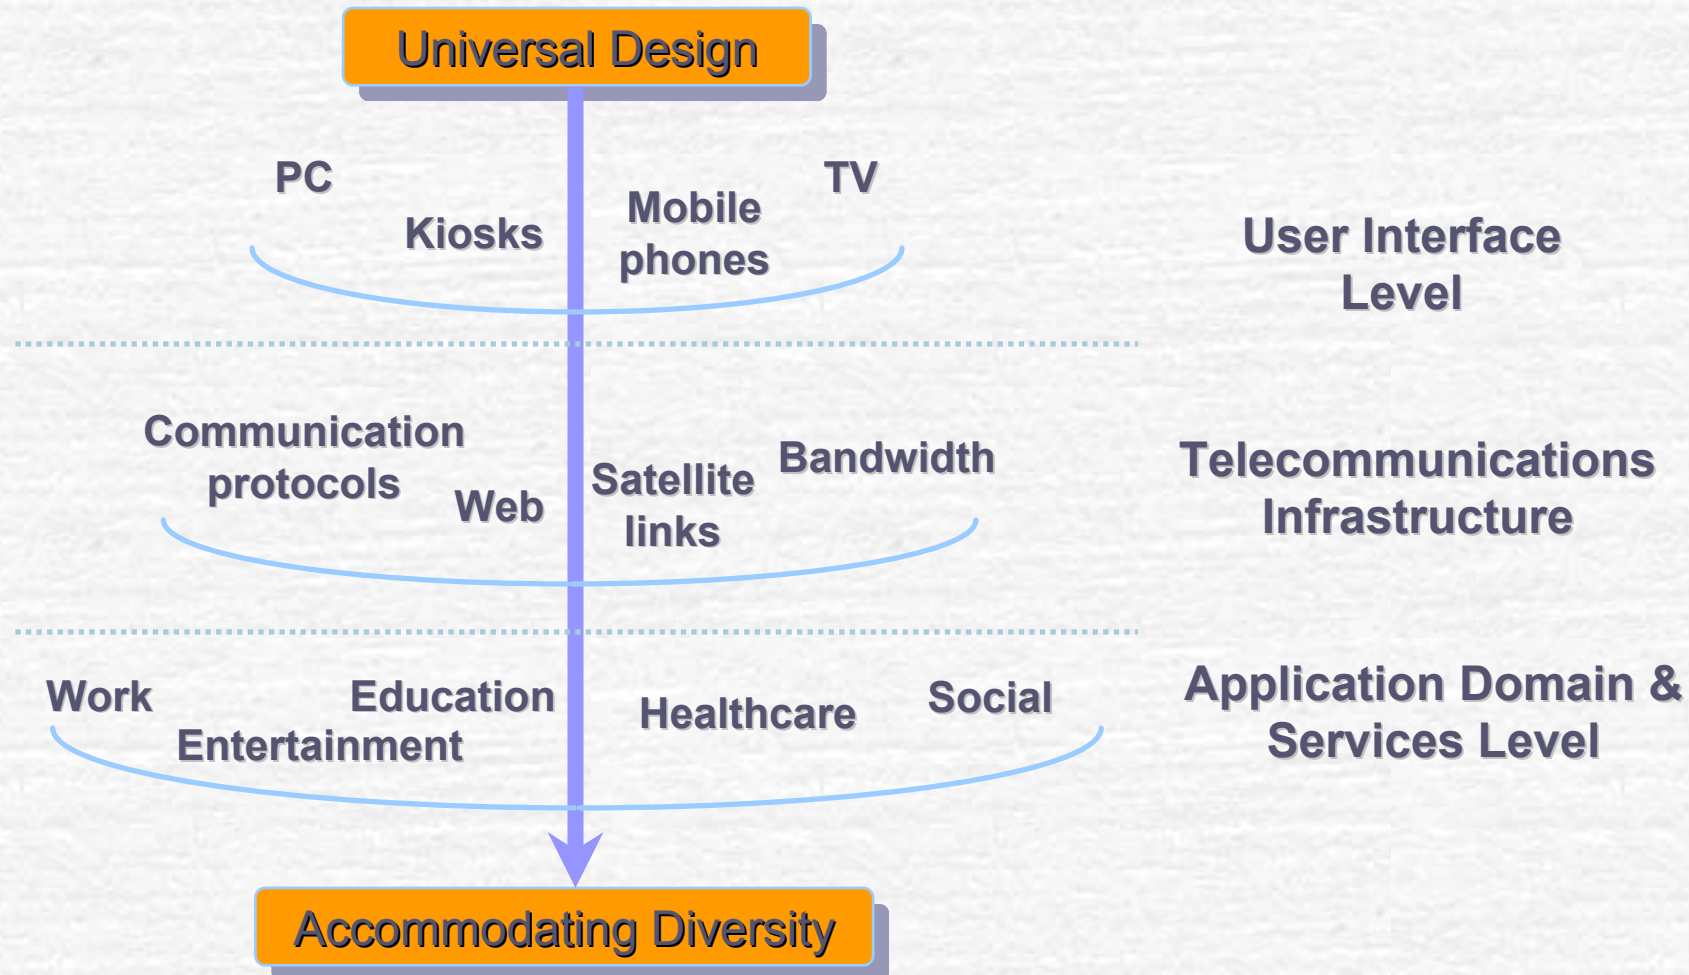 Universal Design
PC
TV
Kiosks
Mobile
phones
User Interface
Level
Communication
protocols
Web
Satellite
links
Bandwidth
Telecommunications
Infrastructure
Work
Education
Entertainment
Healthcare
Social
Application Domain &
Services Level
Accommodating Diversity